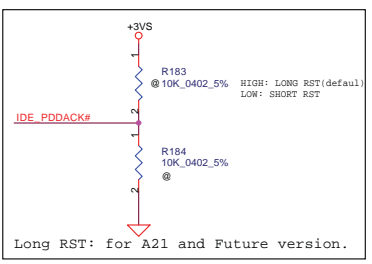 +3VS
1
R183
@ 10K_0402_5%
HIGH: LONG RST(defaul)
LOW: SHORT RST
2
IDE_PDDACK#
1
R184
10K_0402_5%
@
2
Long RST: for A21 and Future version.